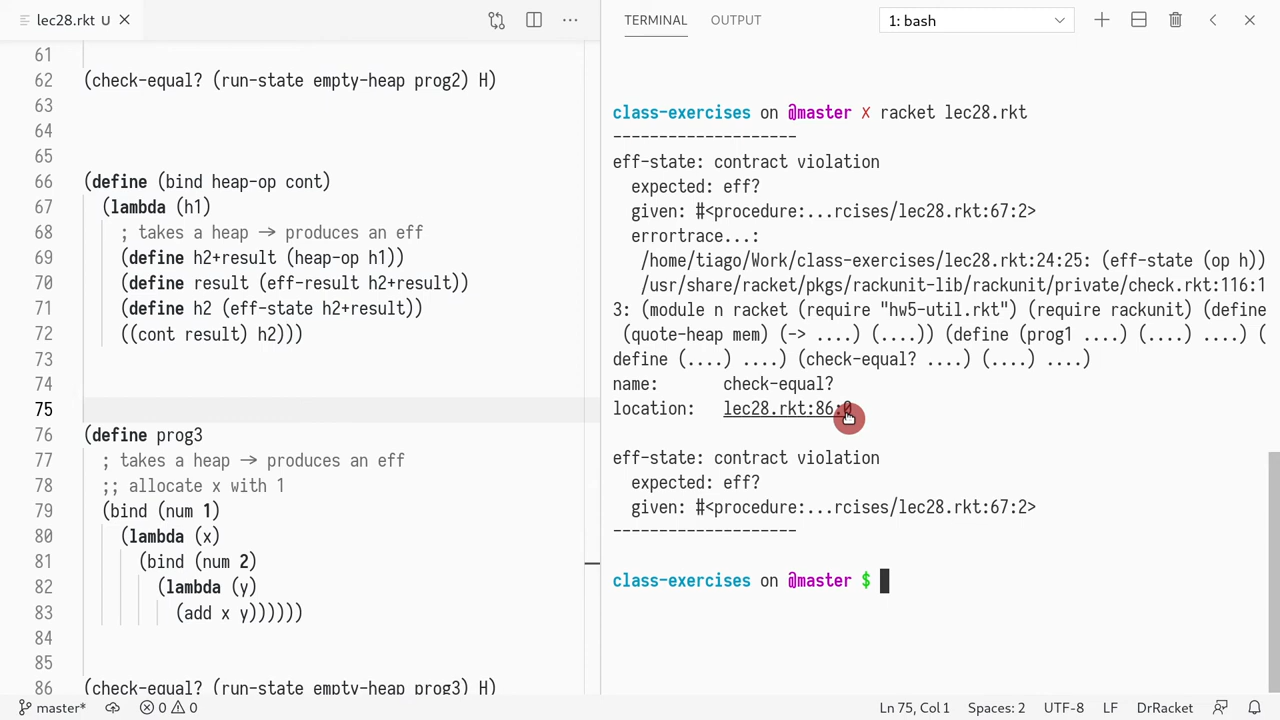 lec28.rkt U
61
62 (check-equal? (run-state empty-heap prog2) H)
63
64
65
66 (define (bind heap-op cont)
67 (lambda (h1)
68 ; takes a heap → produces an eff
69 (define h2+result (heap-op h1))
70 (define result (eff-result h2+result))
71 (define h2 (eff-state h2+result))
72 ((cont result) h2)))
73
74
75
76 (define prog3
77 ; takes a heap → produces an eff
78 ;; allocate x with 1
79 (bind (num 1)
80 (lambda (x)
81 (bind (num 2)
82 (lambda (y)
83 (add x y))))))
84
85
86 (check-equal? (run-state empty-heap prog3) H)
TERMINAL OUTPUT 1: bash
class-exercises on @master ✗ racket lec28.rkt
--------------------
eff-state: contract violation
expected: eff?
given: #<procedure:...rcises/lec28.rkt:67:2>
errortrace...:
/home/tiago/Work/class-exercises/lec28.rkt:24:25: (eff-state (op h))
/usr/share/racket/pkgs/rackunit-lib/rackunit/private/check.rkt:116:1
3: (module n racket (require "hw5-util.rkt") (require rackunit) (define
(quote-heap mem) (-> ....) (....)) (define (prog1 ....) (....) ....) (
define (....) ....) (check-equal? ....) (....) ....)
name: check-equal?
location: lec28.rkt:86:0
eff-state: contract violation
expected: eff?
given: #<procedure:...rcises/lec28.rkt:67:2>
--------------------
class-exercises on @master $
master* 0 0 Ln 75, Col 1 Spaces: 2 UTF-8 LF DrRacket